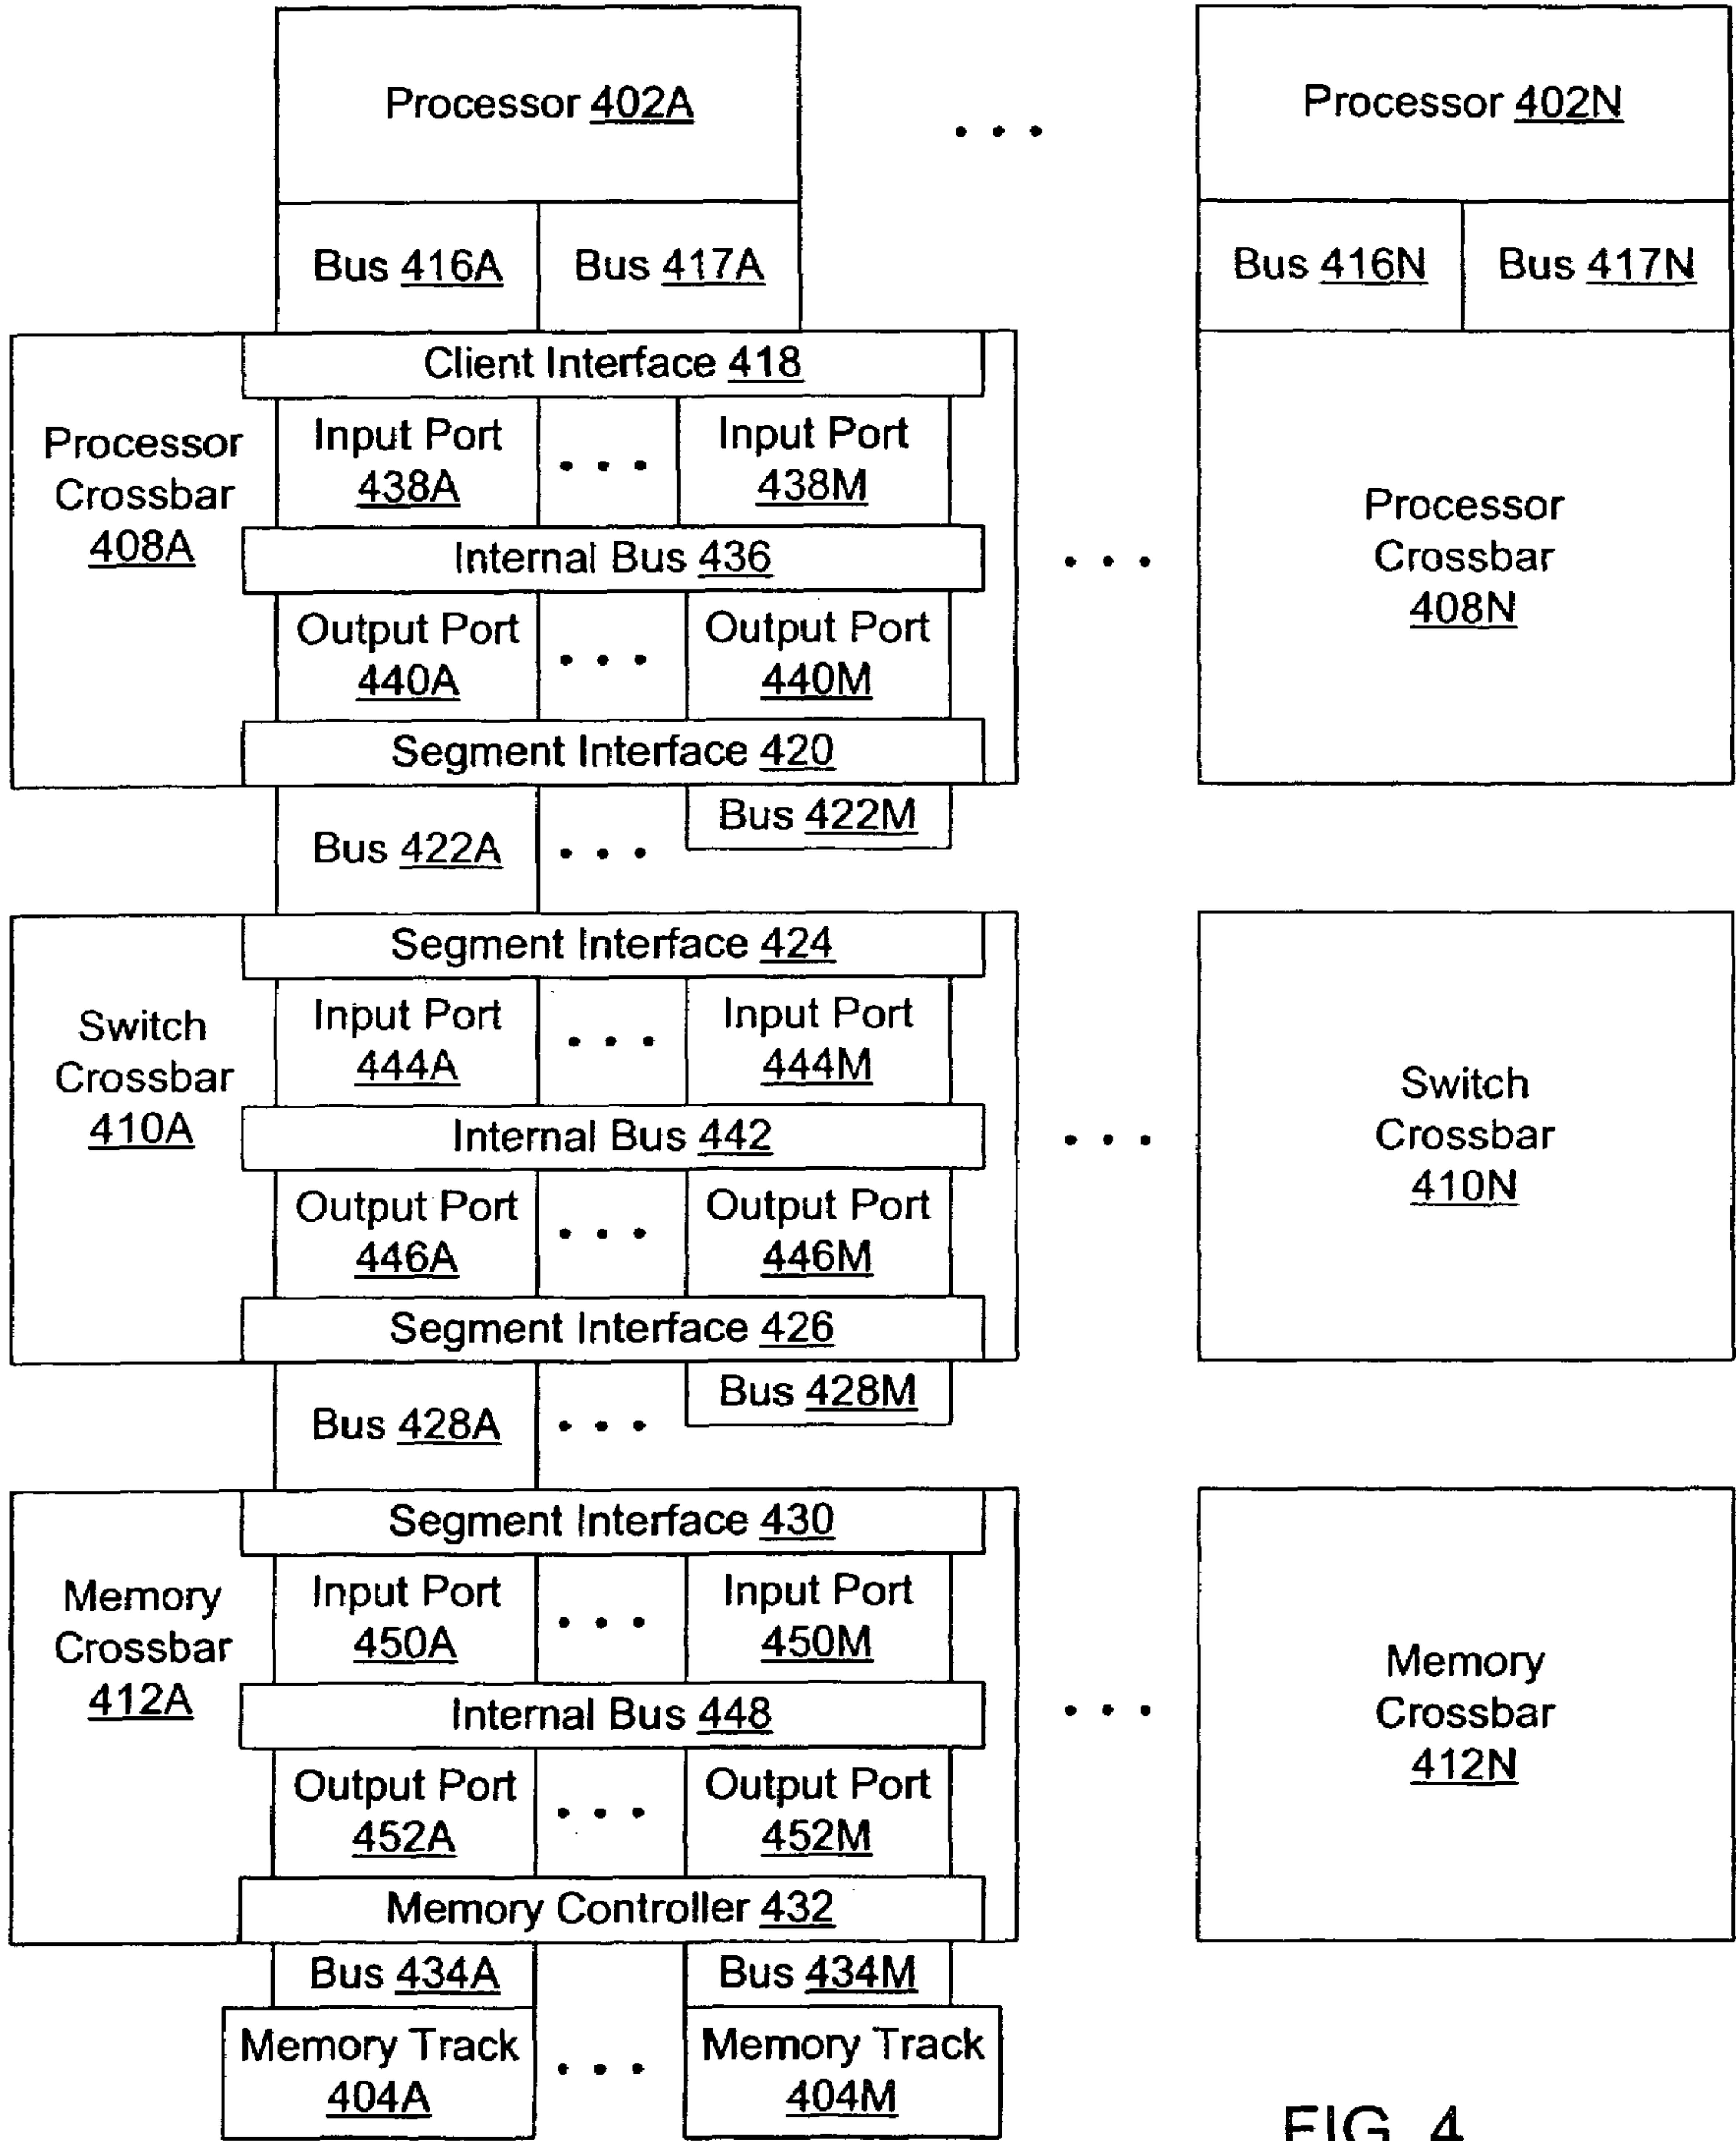 Processor 402A
Processor 402N
Bus 416A
Bus 417A
Bus 416N
Bus 417N
Processor
Crossbar
408A
Client Interface 418
Input Port
438A
Input Port
438M
Internal Bus 436
Output Port
440A
Output Port
440M
Segment Interface 420
Processor
Crossbar
408N
Bus 422A
Bus 422M
Switch
Crossbar
410A
Segment Interface 424
Input Port
444A
Input Port
444M
Internal Bus 442
Output Port
446A
Output Port
446M
Segment Interface 426
Switch
Crossbar
410N
Bus 428A
Bus 428M
Memory
Crossbar
412A
Segment Interface 430
Input Port
450A
Input Port
450M
Internal Bus 448
Output Port
452A
Output Port
452M
Memory Controller 432
Memory
Crossbar
412N
Bus 434A
Bus 434M
Memory Track
404A
Memory Track
404M
FIG. 4